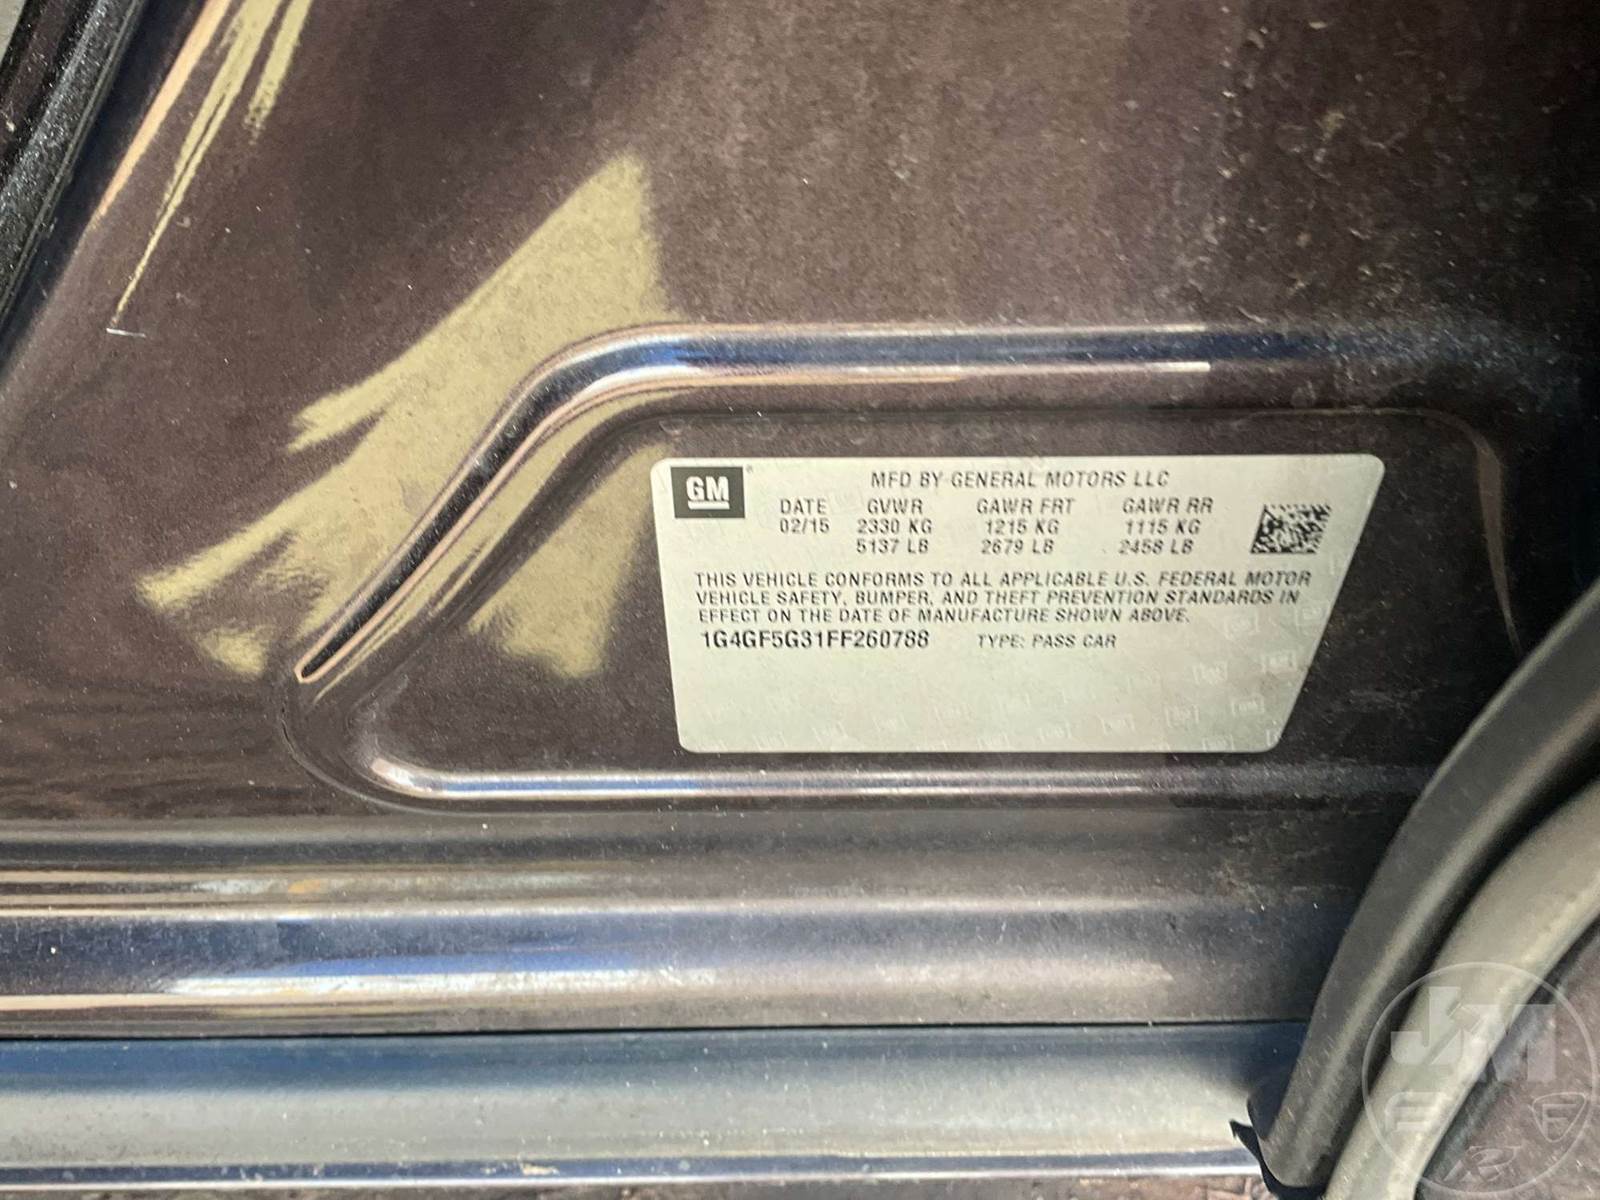 GM
MFD BY GENERAL MOTORS LLC
DATE GVWR GAWR FRT GAWR RR
02/15 2330 KG 1215 KG 1115 KG
5137 LB 2679 LB 2458 LB
THIS VEHICLE CONFORMS TO ALL APPLICABLE U.S. FEDERAL MOTOR
VEHICLE SAFETY, BUMPER, AND THEFT PREVENTION STANDARDS IN
EFFECT ON THE DATE OF MANUFACTURE SHOWN ABOVE.
1G4GF5G31FF260788 TYPE: PASS CAR
JM